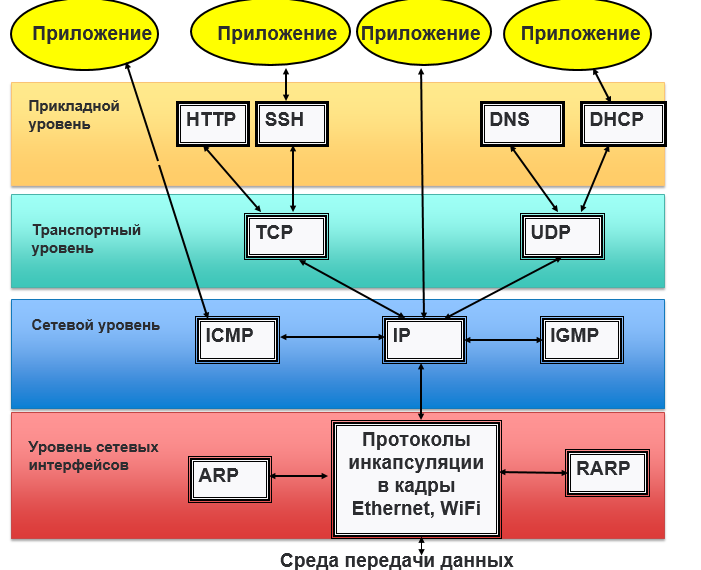 Приложение
Приложение
Приложение
Приложение
Прикладной
уровень
HTTP
SSH
DNS
DHCP
Транспортный
уровень
TCP
UDP
Сетевой уровень
ICMP
IP
IGMP
Уровень сетевых
интерфейсов
ARP
Протоколы
инкапсуляции
в кадры
Ethernet, WiFi
RARP
Среда передачи данных